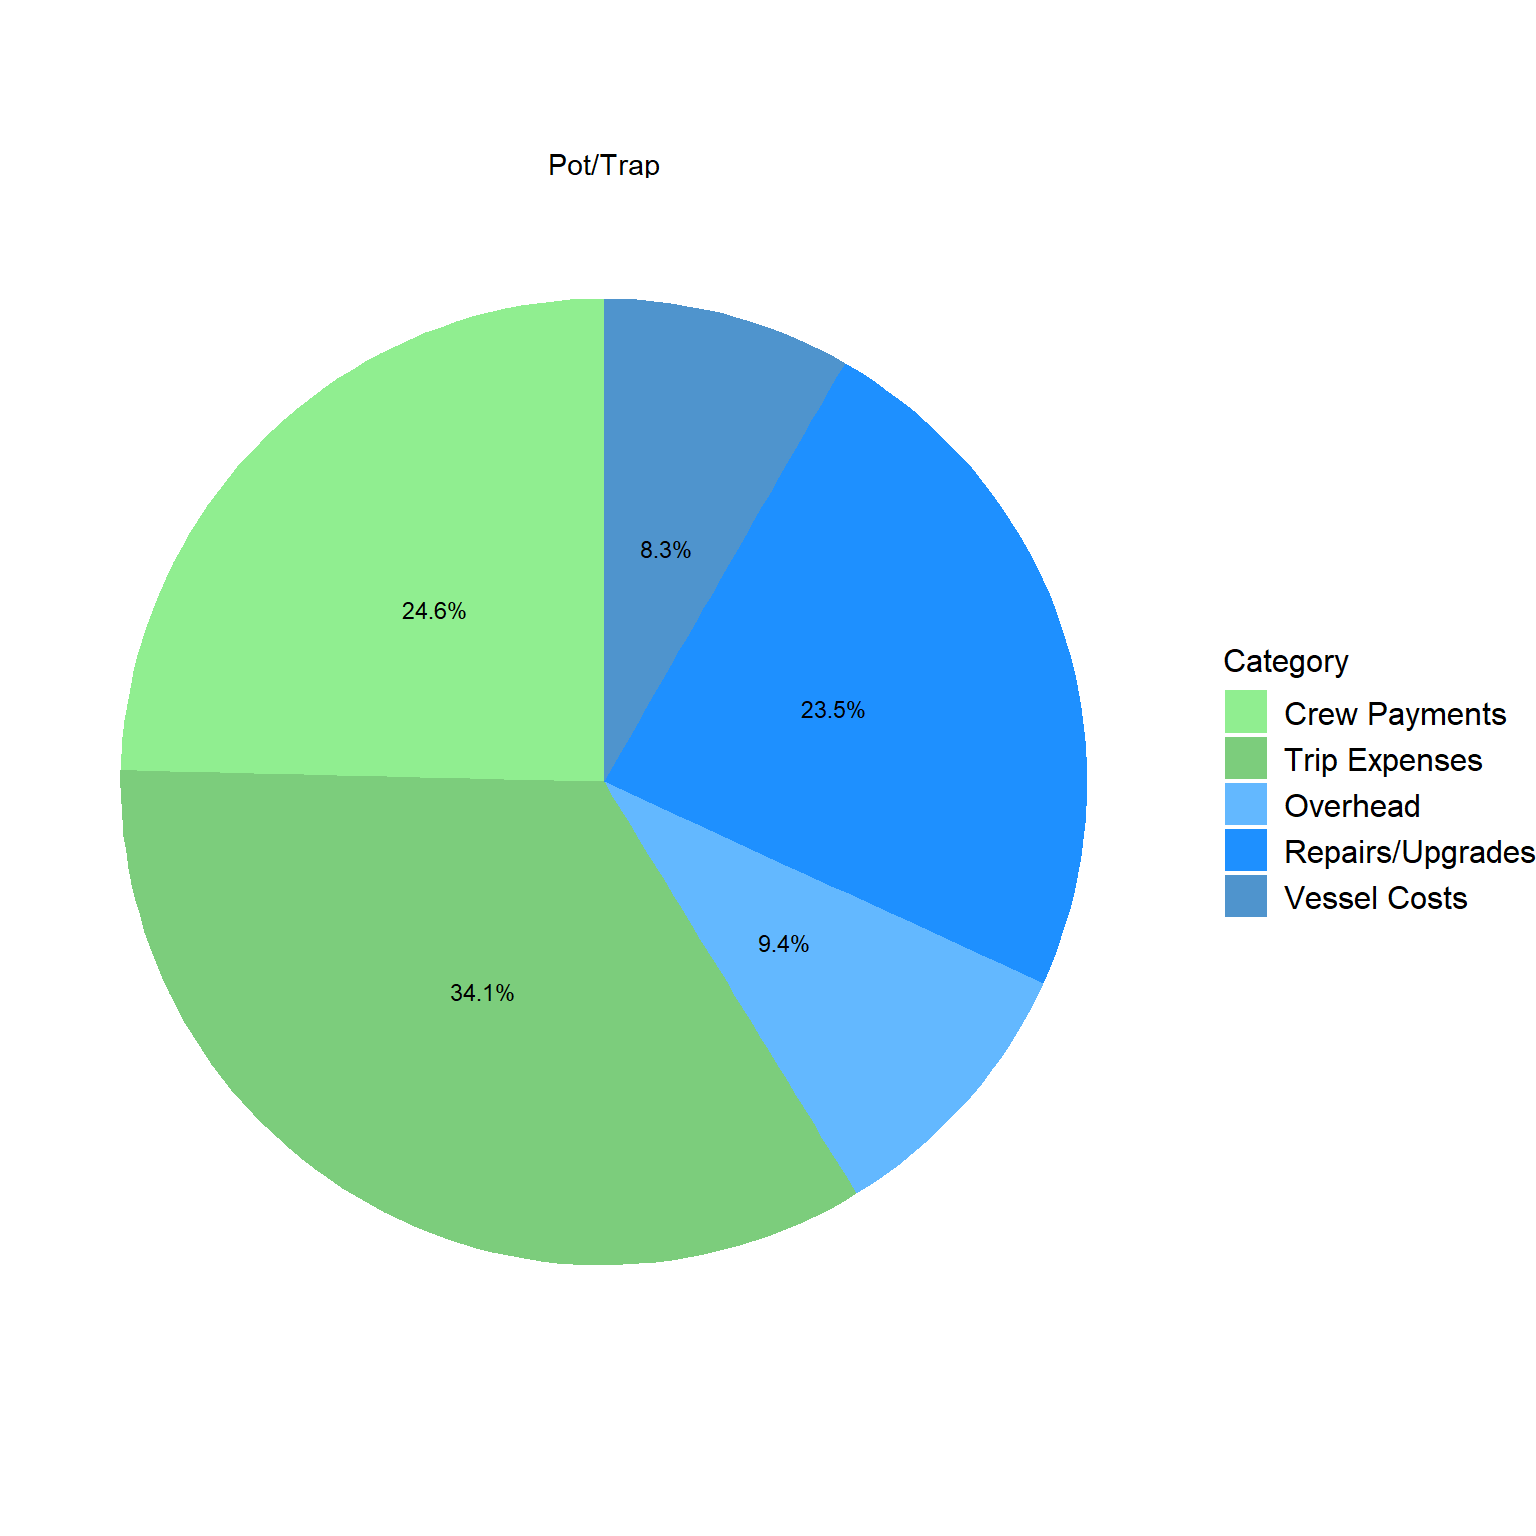 Pot/Trap
8.3%
24.6%
23.5%
9.4%
34.1%
Category
Crew Payments
Trip Expenses
Overhead
Repairs/Upgrades
Vessel Costs